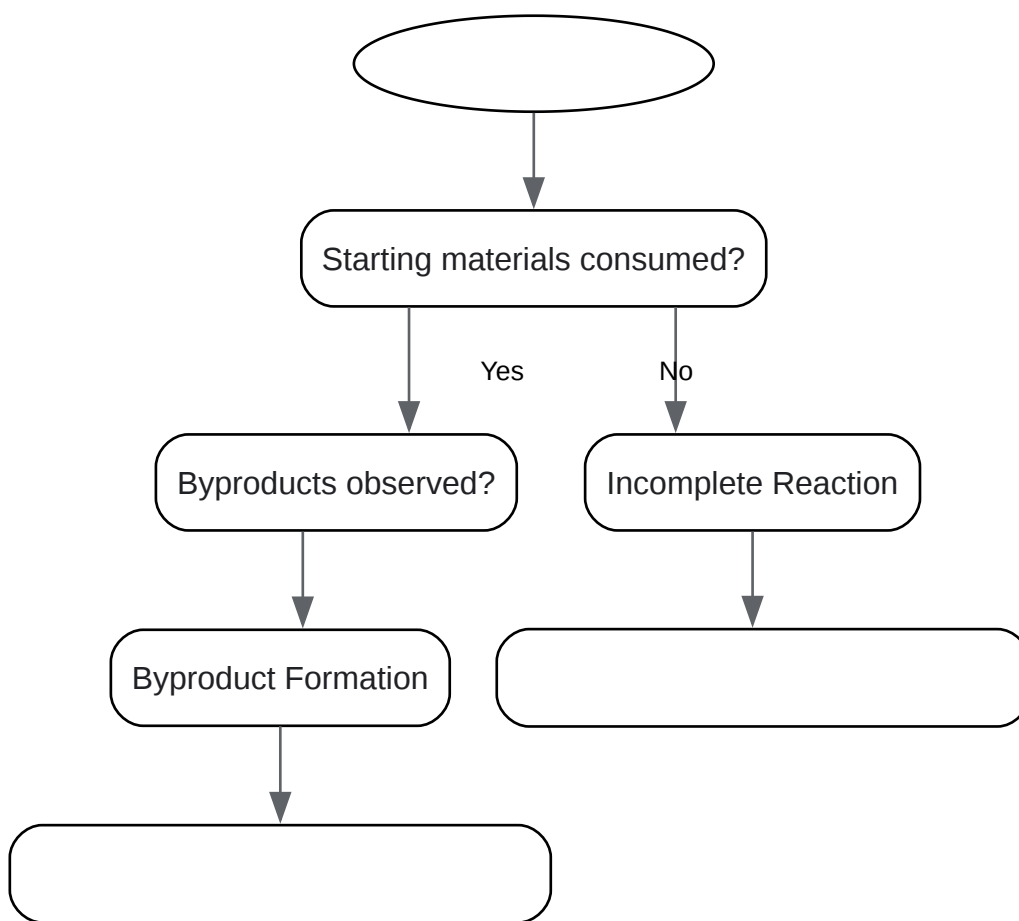 Starting materials consumed?
Yes
No
Byproducts observed?
Incomplete Reaction
Byproduct Formation